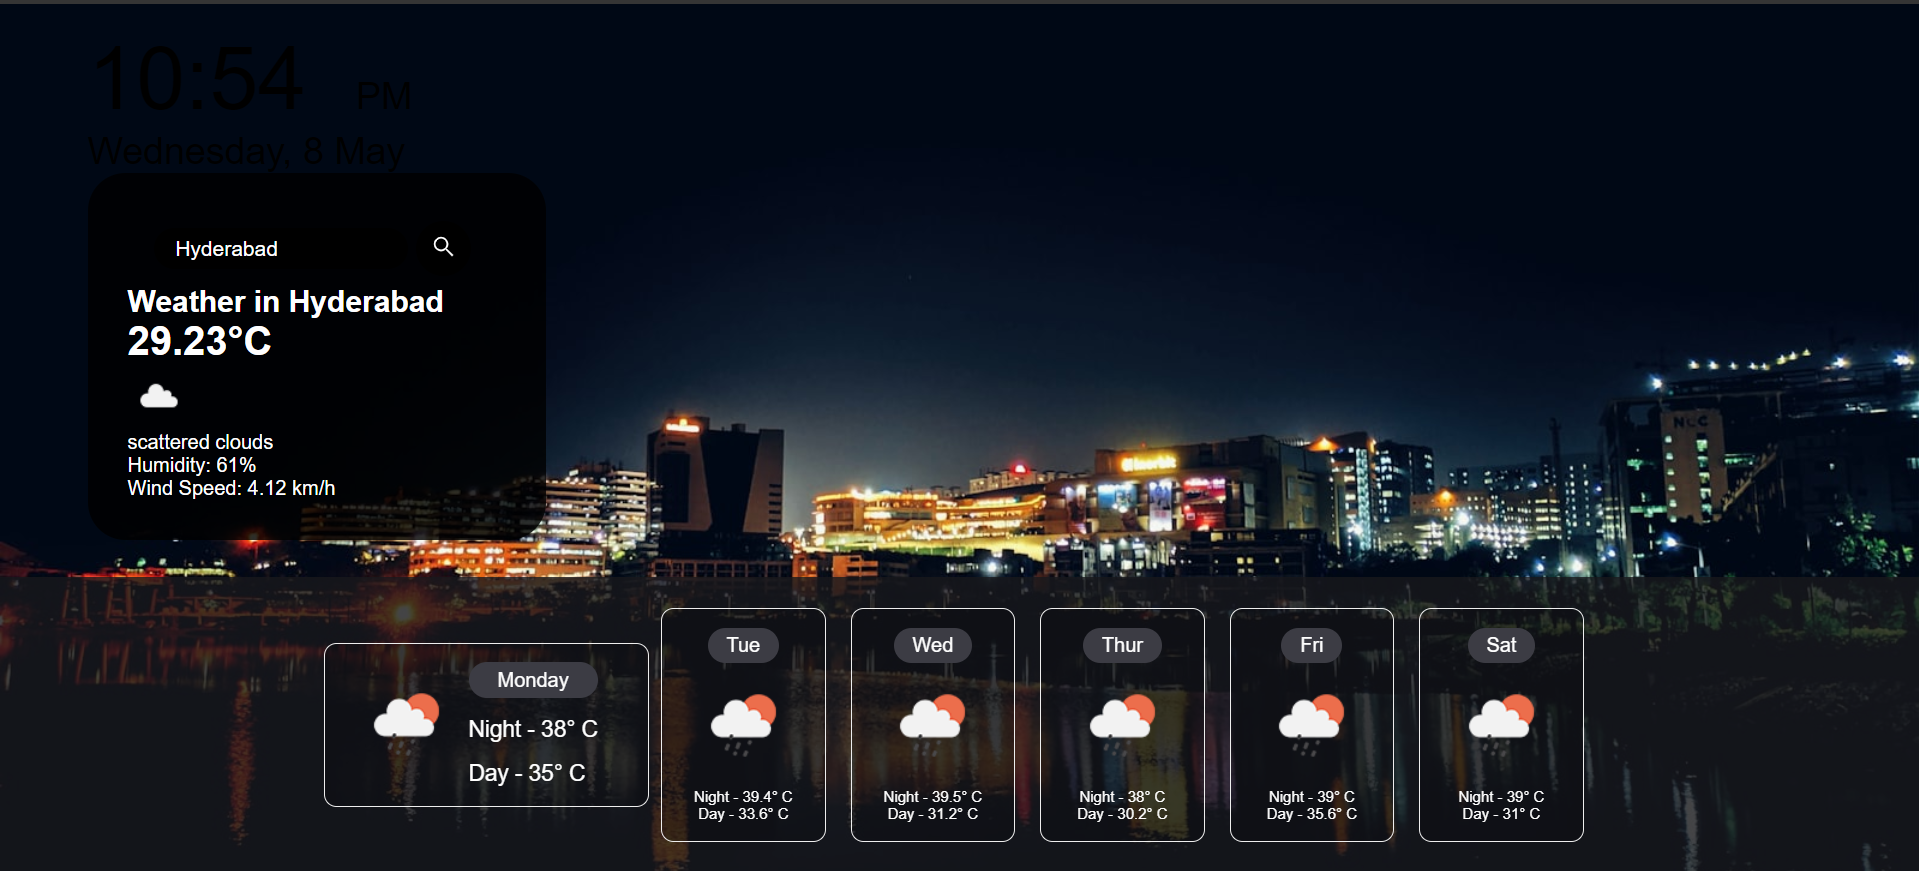 10:54 PM
Wednesday, 8 May
Hyderabad
Weather in Hyderabad
29.23°C
scattered clouds
Humidity: 61%
Wind Speed: 4.12 km/h
NCC
inorbit
Monday
Night - 38° C
Day - 35° C
Tue
Night - 39.4° C
Day - 33.6° C
Wed
Night - 39.5° C
Day - 31.2° C
Thur
Night - 38° C
Day - 30.2° C
Fri
Night - 39° C
Day - 35.6° C
Sat
Night - 39° C
Day - 31° C